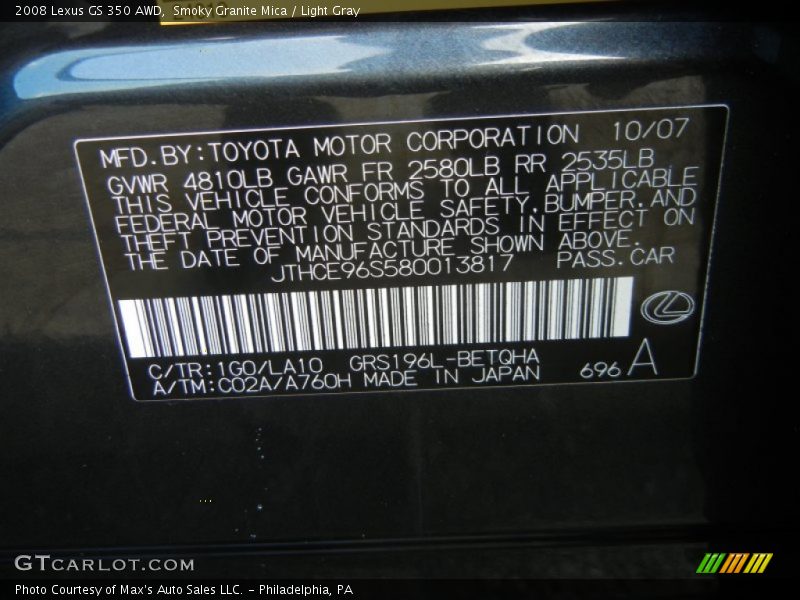 2008 Lexus GS 350 AWD,  Smoky Granite Mica / Light Gray
MFD.BY:TOYOTA MOTOR CORPORATION 10/07
GVWR 4810LB GAWR FR 2580LB RR 2535LB
THIS VEHICLE CONFORMS TO ALL APPLICABLE
FEDERAL MOTOR VEHICLE SAFETY,BUMPER,AND
THEFT PREVENTION STANDARDS IN EFFECT ON
THE DATE OF MANUFACTURE SHOWN ABOVE.
JTHCE96S580013817 PASS.CAR
C/TR:1G0/LA10 GRS196L-BETQHA
A/TM:C02A/A760H MADE IN JAPAN 696 A
GTCARLOT.COM
Photo Courtesy of Max's Auto Sales LLC. - Philadelphia, PA